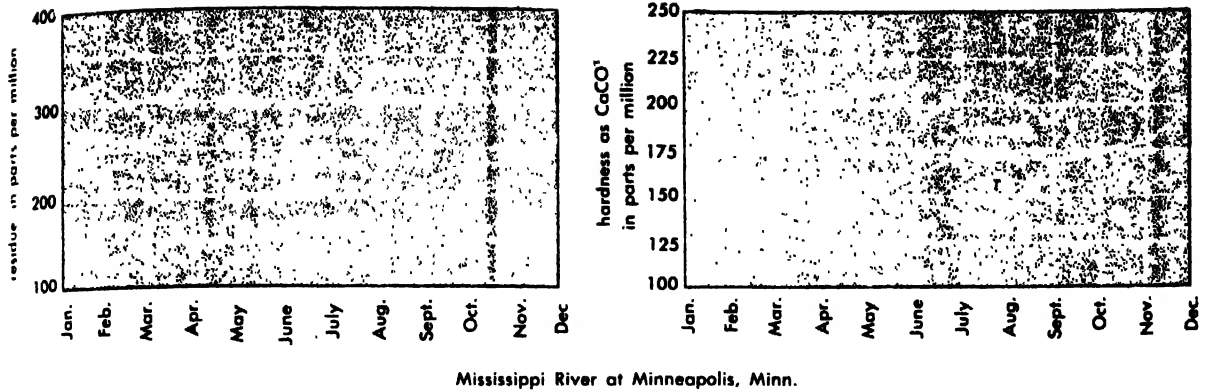 residue in parts per million
400
300
200
100
Jan.
Feb.
Mar.
Apr.
May
June
July
Aug.
Sept.
Oct.
Nov.
Dec
hardness as CaCO³
in parts per million
250
225
200
175
150
125
100
Jan.
Feb.
Mar.
Apr.
May
June
July
Aug.
Sept.
Oct.
Nov.
Dec.
Mississippi River at Minneapolis, Minn.